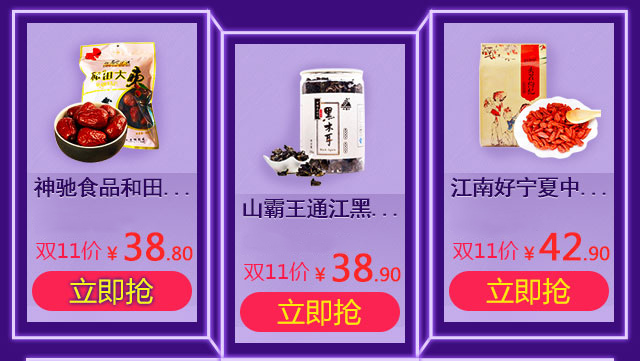 和田大枣
神驰食品和田...
双11价 ¥ 38.80
立即抢
黑木耳
山霸王通江黑...
双11价 ¥ 38.90
立即抢
江南好宁夏中...
双11价 ¥ 42.90
立即抢